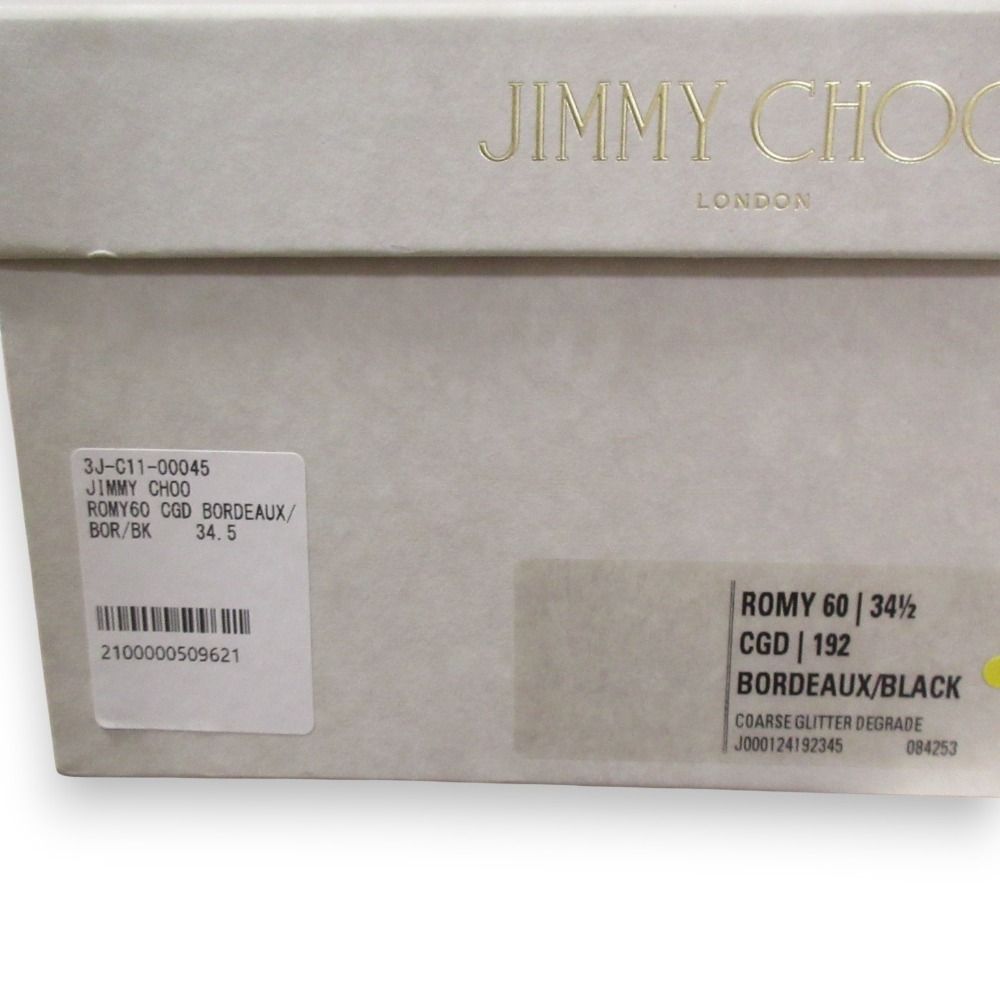 JIMMY CHOO
LONDON
3J-C11-00045
JIMMY CHOO
ROMY60 CGD BORDEAUX/
BOR/BK 34.5
2100000509621
ROMY 60 | 34½
CGD | 192
BORDEAUX/BLACK
COARSE GLITTER DEGRADE
J000124192345 084253